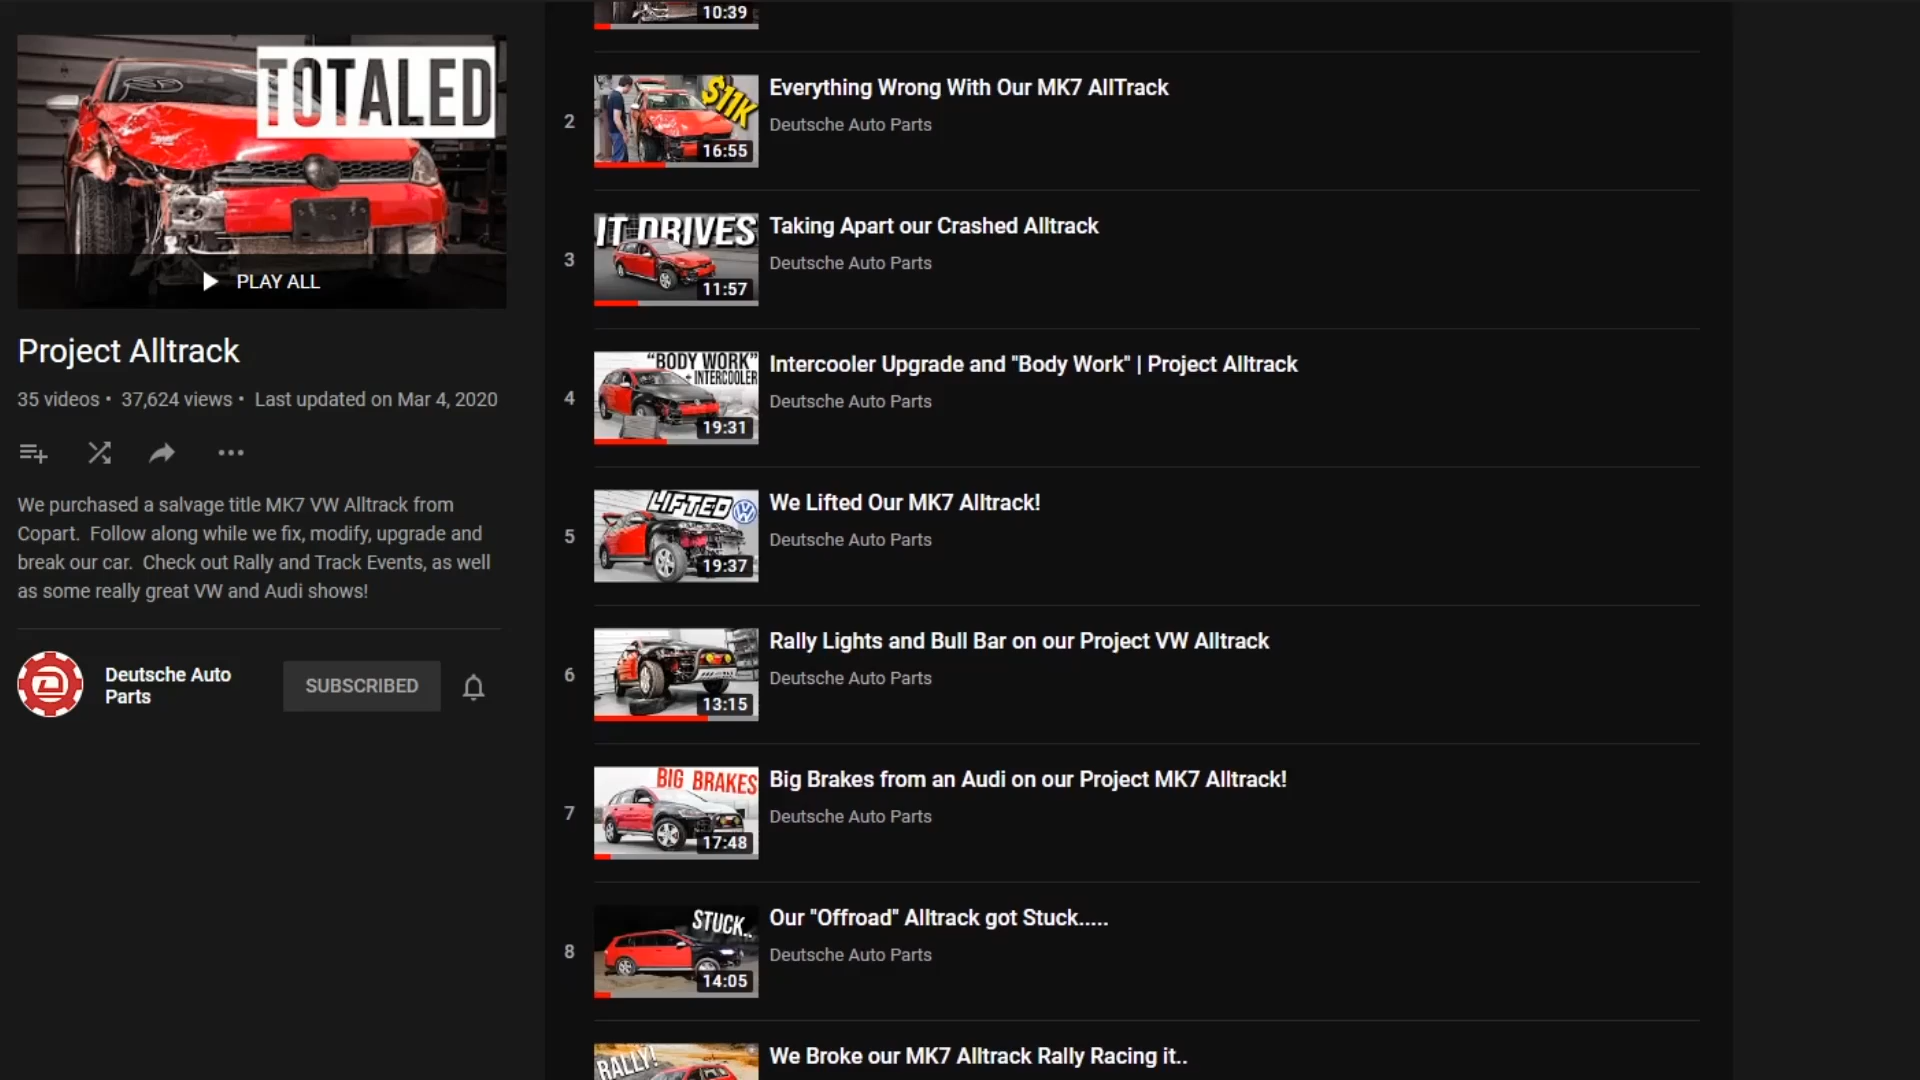 TOTALED
PLAY ALL
Project Alltrack
35 videos • 37,624 views • Last updated on Mar 4, 2020
We purchased a salvage title MK7 VW Alltrack from
Copart. Follow along while we fix, modify, upgrade and
break our car. Check out Rally and Track Events, as well
as some really great VW and Audi shows!
Deutsche Auto
Parts
SUBSCRIBED
10:39
2
$11K
16:55
Everything Wrong With Our MK7 AllTrack
Deutsche Auto Parts
3
IT DRIVES
11:57
Taking Apart our Crashed Alltrack
Deutsche Auto Parts
4
"BODY WORK"
+ INTERCOOLER
19:31
Intercooler Upgrade and "Body Work" | Project Alltrack
Deutsche Auto Parts
5
LIFTED
19:37
We Lifted Our MK7 Alltrack!
Deutsche Auto Parts
6
13:15
Rally Lights and Bull Bar on our Project VW Alltrack
Deutsche Auto Parts
7
BIG BRAKES
17:48
Big Brakes from an Audi on our Project MK7 Alltrack!
Deutsche Auto Parts
8
STUCK..
14:05
Our "Offroad" Alltrack got Stuck.....
Deutsche Auto Parts
RALLY!
We Broke our MK7 Alltrack Rally Racing it..